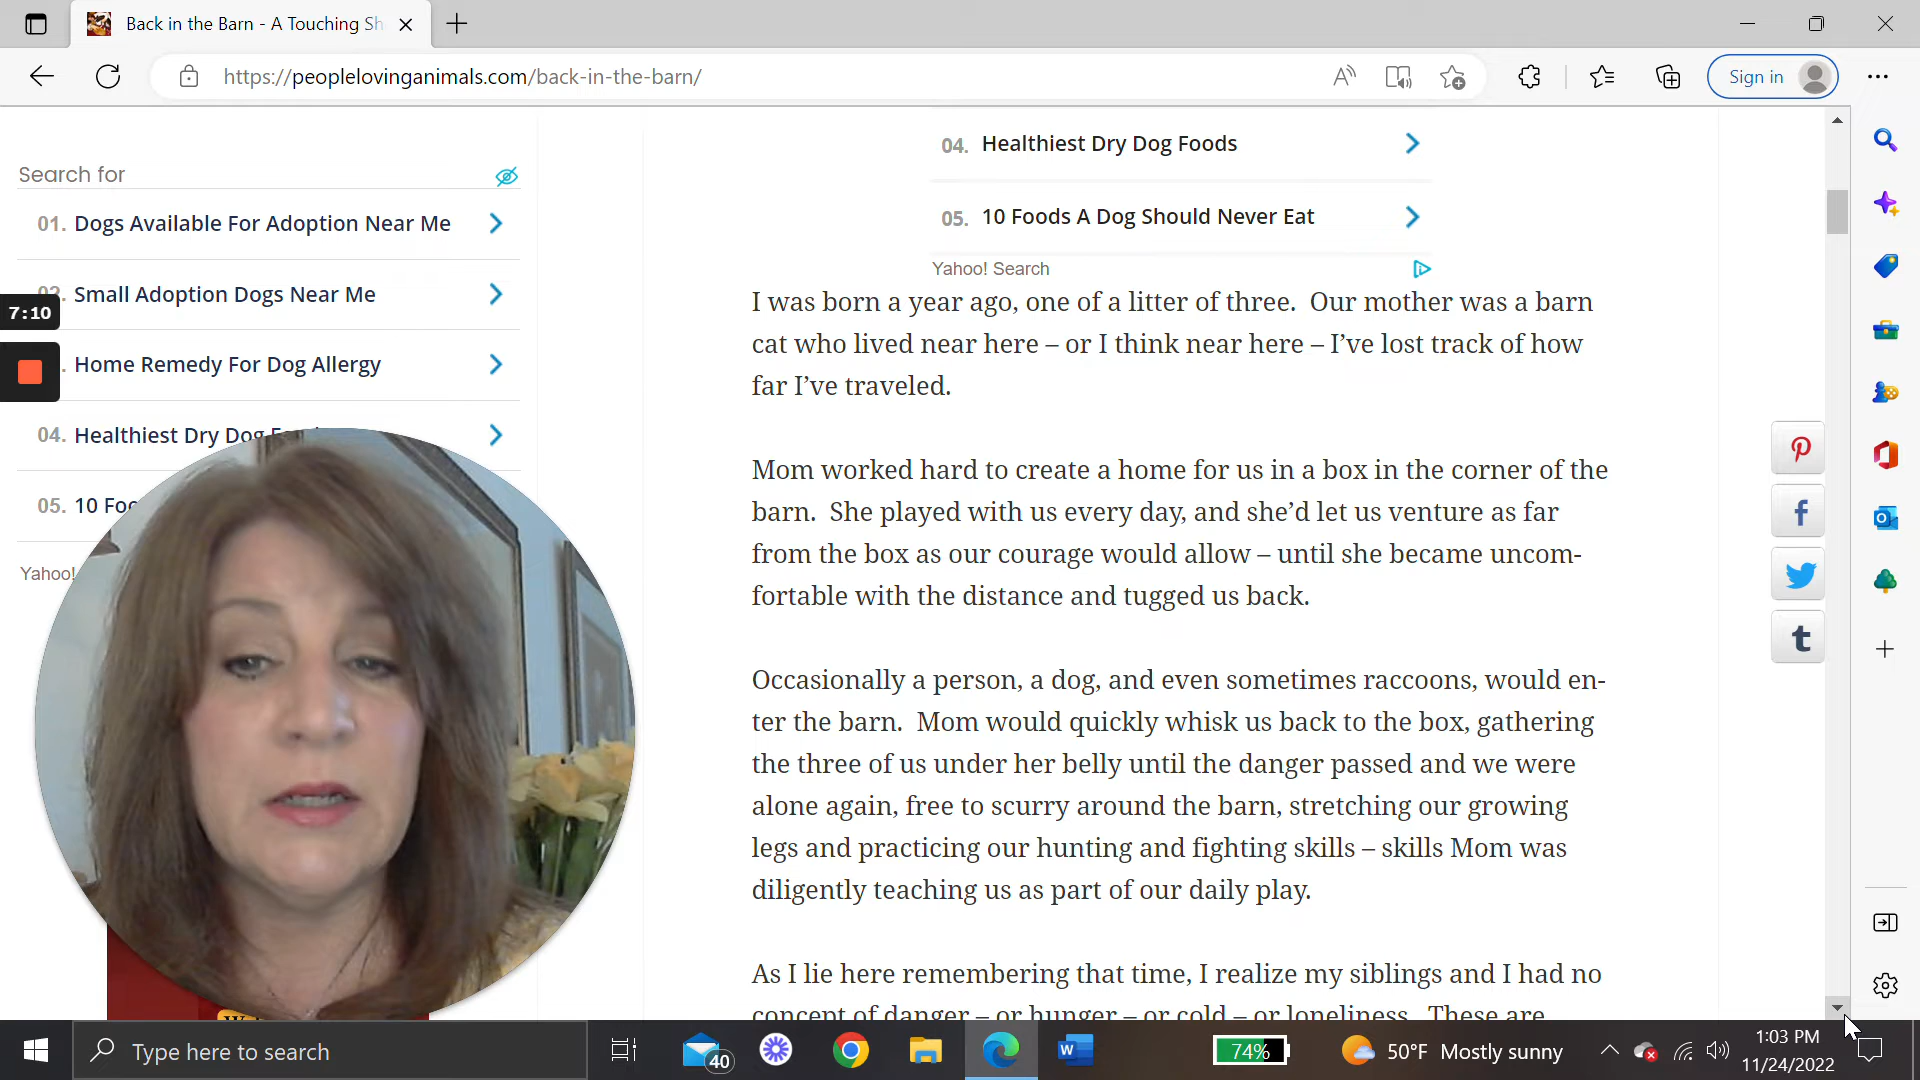 Back in the Barn - A Touching Sh
https://peoplelovinganimals.com/back-in-the-barn/
Sign in
Search for
01. Dogs Available For Adoption Near Me
02. Small Adoption Dogs Near Me
7:10
Home Remedy For Dog Allergy
04. Healthiest Dry Dog
05. 10
Yahoo!
04. Healthiest Dry Dog Foods
05. 10 Foods A Dog Should Never Eat
Yahoo! Search
I was born a year ago, one of a litter of three. Our mother was a barn
cat who lived near here – or I think near here – I’ve lost track of how
far I’ve traveled.
Mom worked hard to create a home for us in a box in the corner of the
barn. She played with us every day, and she’d let us venture as far
from the box as our courage would allow – until she became uncom-
fortable with the distance and tugged us back.
Occasionally a person, a dog, and even sometimes raccoons, would en-
ter the barn. Mom would quickly whisk us back to the box, gathering
the three of us under her belly until the danger passed and we were
alone again, free to scurry around the barn, stretching our growing
legs and practicing our hunting and fighting skills – skills Mom was
diligently teaching us as part of our daily play.
As I lie here remembering that time, I realize my siblings and I had no
concept of danger – or hunger – or cold – or loneliness. These are
Type here to search
40
74%
50°F Mostly sunny
1:03 PM
11/24/2022